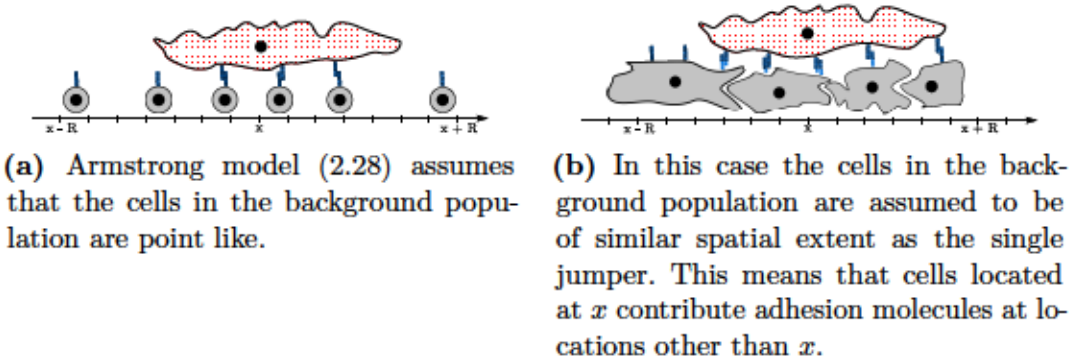 x - R
x
x + R
x - R
x
x + R
(a) Armstrong model (2.28) assumes
that the cells in the background popu-
lation are point like.
(b) In this case the cells in the back-
ground population are assumed to be
of similar spatial extent as the single
jumper. This means that cells located
at x contribute adhesion molecules at lo-
cations other than x.